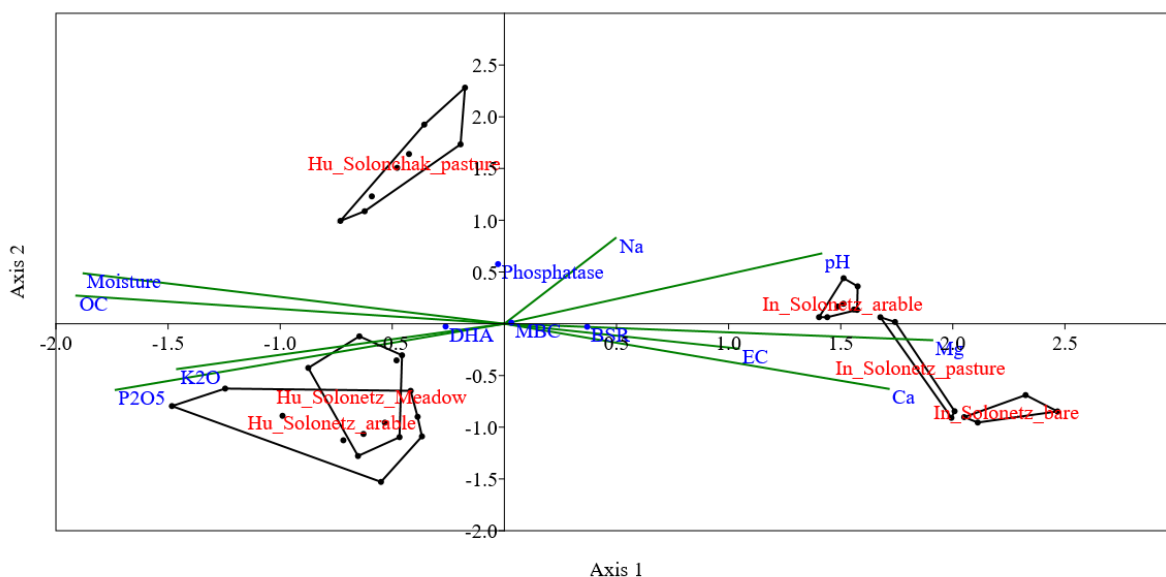 2.5
2.0
Hu_Solonchak_pasture
1.5
1.0
Na
Moisture
0.5
Phosphatase
pH
OC
In_Solonetz_arable
DHA
MBC
BSR
-2.0
-1.5
-1.0
-0.5
0.5
1.0
1.5
2.0
2.5
EC
Mg
K2O
-0.5
In_Solonetz_pasture
P2O5
Hu_Solonetz_Meadow
Ca
Hu_Solonetz_arable
-1.0
In_Solonetz_bare
-1.5
-2.0
Axis 2
Axis 1